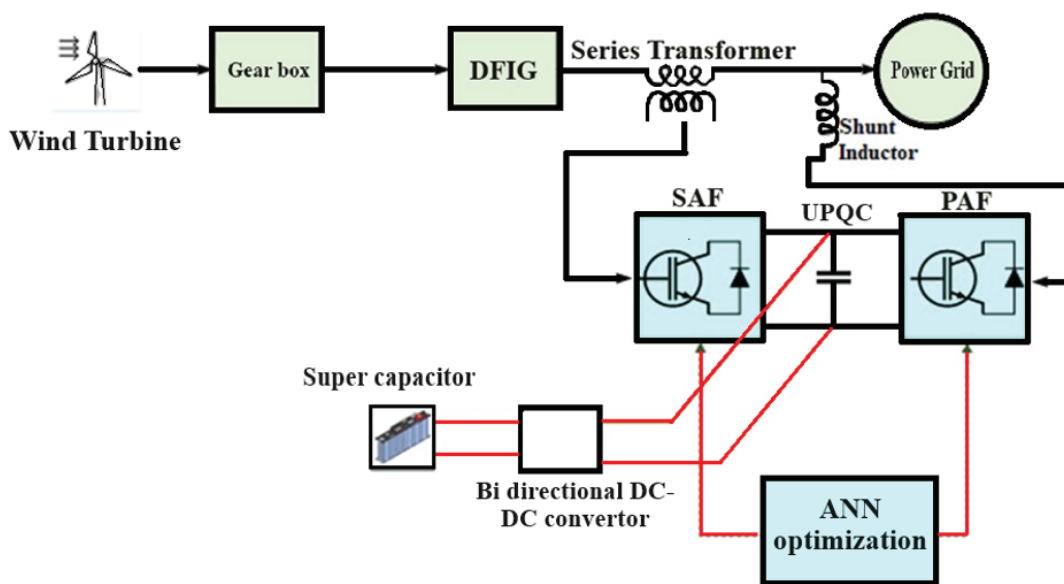 Series Transformer
Gear box
DFIG
Power Grid
Wind Turbine
Shunt
Inductor
SAF
UPQC
PAF
Super capacitor
Bi directional DC-
DC convertor
ANN
optimization